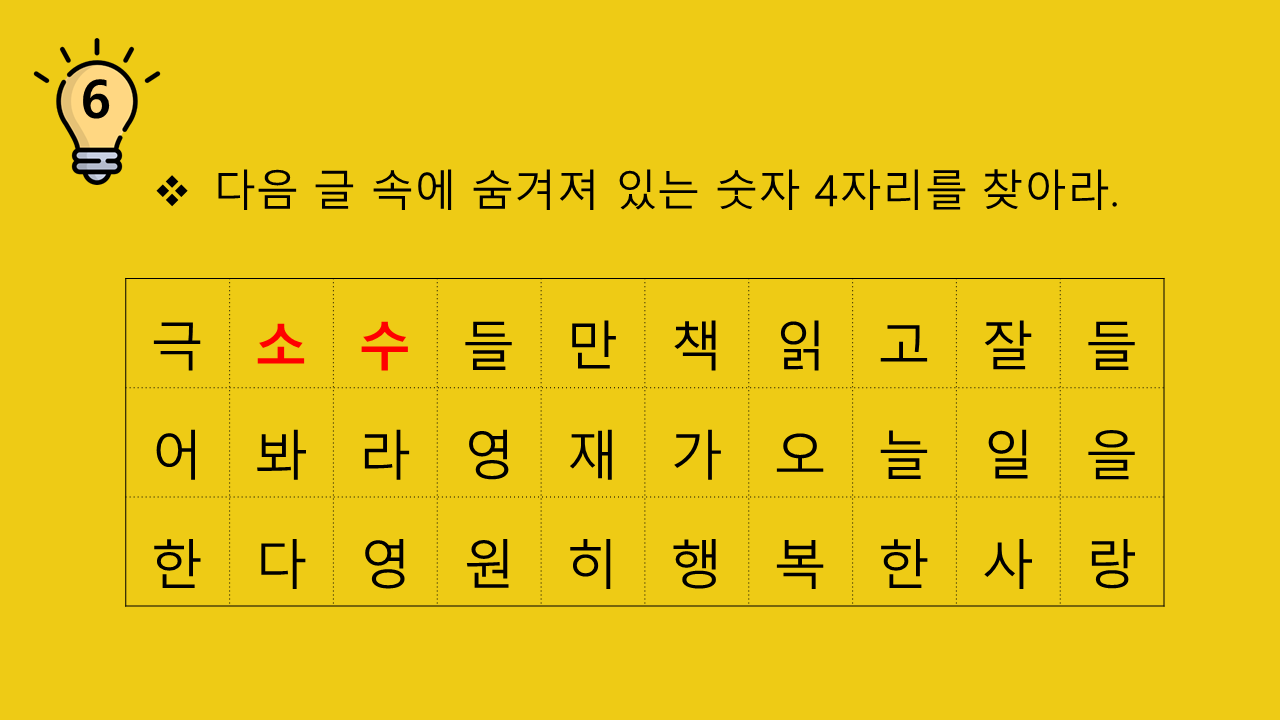 6
❖ 다음 글 속에 숨겨져 있는 숫자 4자리를 찾아라.
극 소 수 들 만 책 읽 고 잘 들
어 봐 라 영 재 가 오 늘 일 을
한 다 영 원 히 행 복 한 사 랑